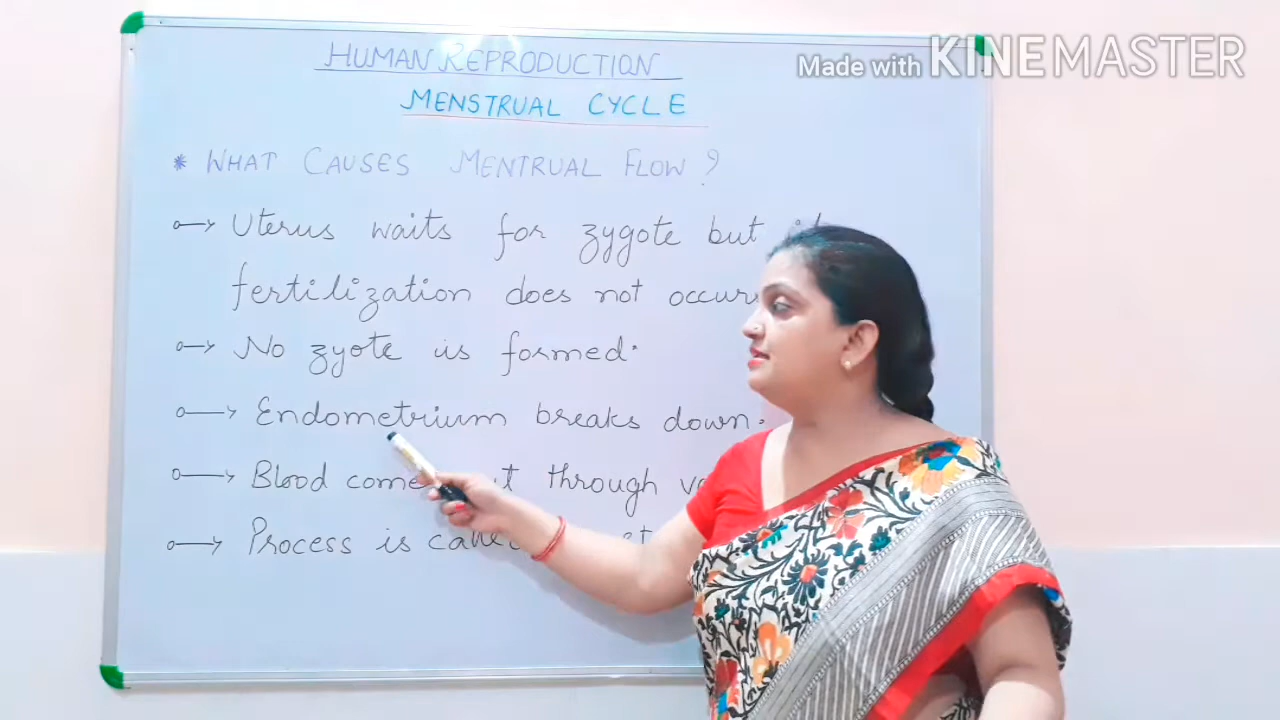 HUMAN REPRODUCTION
Made with KINEMASTER
MENSTRUAL CYCLE
* WHAT CAUSES MENTRUAL FLOW?
Uterus waits for zygote but
fertilization does not occur
No zyote is formed.
Endometrium breaks down.
Blood come through
Process is